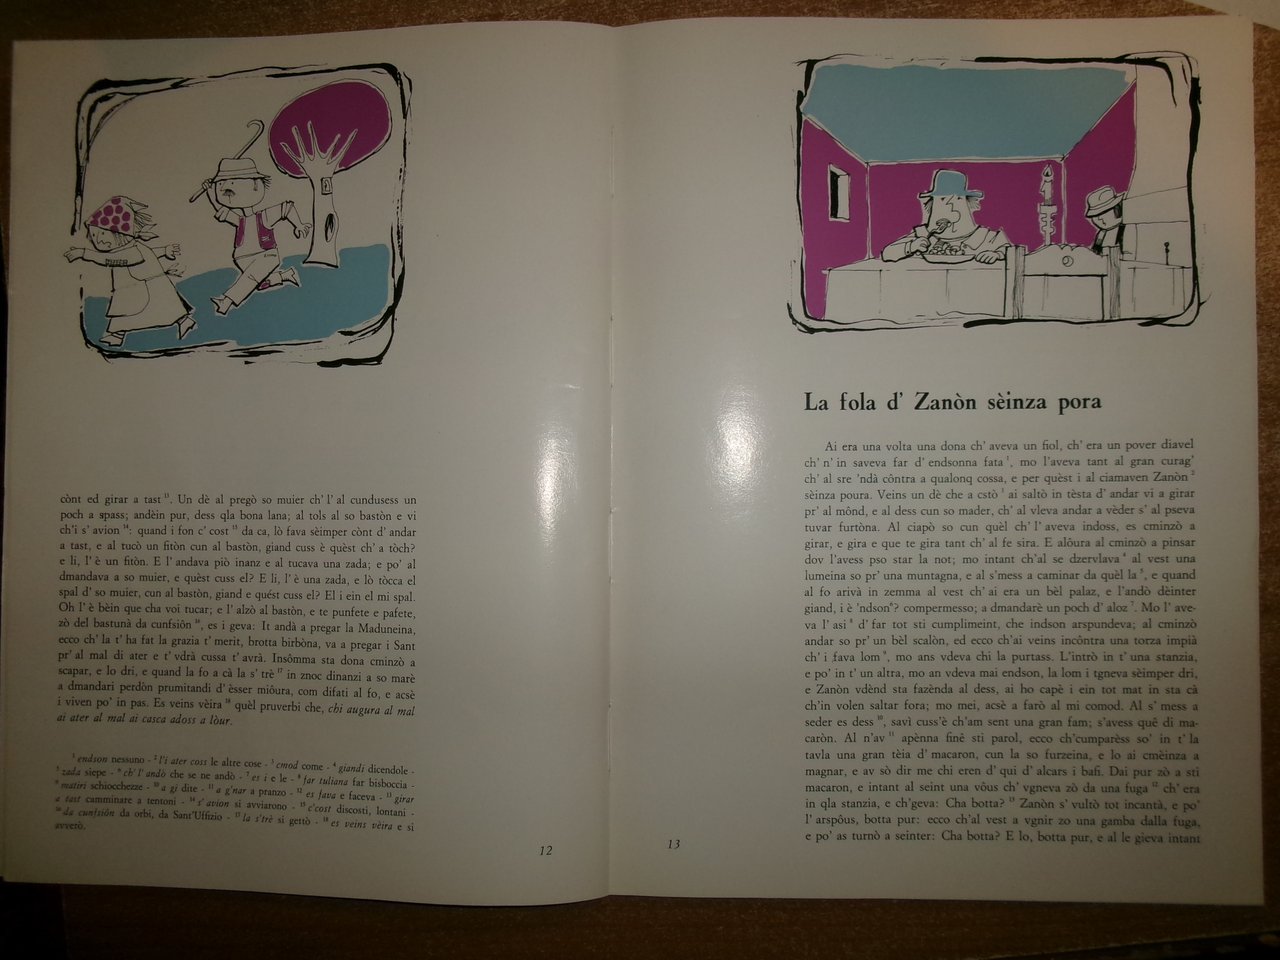 cònt ed girar a tast 13. Un dè al pregò so muier ch' l' al cundusess un
poch a spass; andèin pur, dess qla bona lana; al tols al so bastòn e vi
ch'i s' avion 14: quand i fon c' cost 15 da ca, lò fava sèimper cònt d' andar
a tast, e al tucò un fitòn cun al bastòn, giand cuss è quèst ch' a tòch?
e li, l' è un fitòn. E l' andava piò inanz e al tucava una zada; e po' al
dmandava a so muier, e quèst cuss el? E li, l' è una zada, e lò tòcca el
spal d' so muier, cun al bastòn, giand e quést cuss el? El i ein el mi spal.
Oh l' è bèin que cha voi tucar; e l' alzò al bastòn, e te punfete e pafete,
zò del bastunà da cunfsiôn 16, es i geva: It andà a pregar la Maduneina,
ecco ch' la t' ha fat la grazia t' merit, brotta birbòna, va a pregar i Sant
pr' al mal di ater e t' vdrà cussa t' avrà. Insômma sta dona cminzò a
scapar, e lo dri, e quand la fo a cà la s' trè 17 in znoc dinanzi a so marè
a dmandari perdòn prumitandi d' èsser miôura, com difati al fo, e acsè
i viven po' in pas. Es veins vèira 18 quèl pruverbi che, chi augura al mal
ai ater al mal ai casca adoss a lòur.
1 endson nessuno - 2 l'i ater coss le altre cose - 3 cmod come - 4 giandi dicendole -
5 zada siepe - 6 ch' l' andò che se ne andò - 7 es i e le - 8 far tuliana far bisboccia -
9 matiri schiocchezze - 10 a gi dite - 11 a g'nar a pranzo - 12 es fava e faceva - 13 girar
a tast camminare a tentoni - 14 s' avion si avviarono - 15 c'cost discosti, lontani -
16 da cunfsiôn da orbi, da Sant'Uffizio - 17 la s'trè si gettò - 18 es veins vèira e si
avverò.
12
La fola d' Zanòn sèinza pora
Ai era una volta una dona ch' aveva un fiol, ch' era un pover diavel
ch' n' in saveva far d' endsonna fata 1, mo l'aveva tant al gran curag'
ch' al sre 'ndà côntra a qualonq cossa, e per quèst i al ciamaven Zanòn 2
sèinza poura. Veins un dè che a cstò 3 ai saltò in tèsta d' andar vi a girar
pr' al mônd, e al dess cun so mader, ch' al vleva andar a vèder s' al pseva
tuvar furtòna. Al ciapò so cun quèl ch' l' aveva indoss, es cminzò a
girar, e gira e que te gira tant ch' al fe sira. E alôura al cminzò a pinsar
dov l'avess pso star la not; mo intant ch'al se dzervlava 4 al vest una
lumeina so pr' una muntagna, e al s'mess a caminar da quèl la 5, e quand
al fo arivà in zemma al vest ch' ai era un bèl palaz, e l'andò dèinter
giand, i è 'ndson 6? compermesso; a dmandarè un poch d' aloz 7. Mo l' ave-
va l' asi 8 d' far tot sti cumplimeint, che indson arspundeva; al cminzò
andar so pr' un bèl scalòn, ed ecco ch'ai veins incôntra una torza impià
ch' i fava lom 9, mo ans vdeva chi la purtass. L'intrò in t' una stanzia,
e po' in t' un altra, mo an vdeva mai endson, la lom i tgneva sèimper dri,
e Zanòn vdènd sta fazènda al dess, ai ho capè i ein tot mat in sta cà
ch'in volen saltar fora; mo mei, acsè a farò al mi comod. Al s' mess a
seder es dess 10, savì cuss'è ch'am sent una gran fam; s'avess quê di ma-
caròn. Al n'av 11 apènna finê sti parol, ecco ch'cumparèss so' in t' la
tavla una gran tèia d' macaron, cun la so furzeina, e lo ai cmèinza a
magnar, e av sò dir me chi eren d' qui d' alcars i bafi. Dai pur zò a sti
macaron, e intant al seint una vôus ch' vgneva zò da una fuga 12 ch' era
in qla stanzia, e ch'geva: Cha botta? 13 Zanôn s' vultò tot incantà, e po'
l' arspôus, botta pur: ecco ch'al vest a vgnir zo una gamba dalla fuga,
e po' as turnò a seinter: Cha botta? E lo, botta pur, e al le gieva intant
13